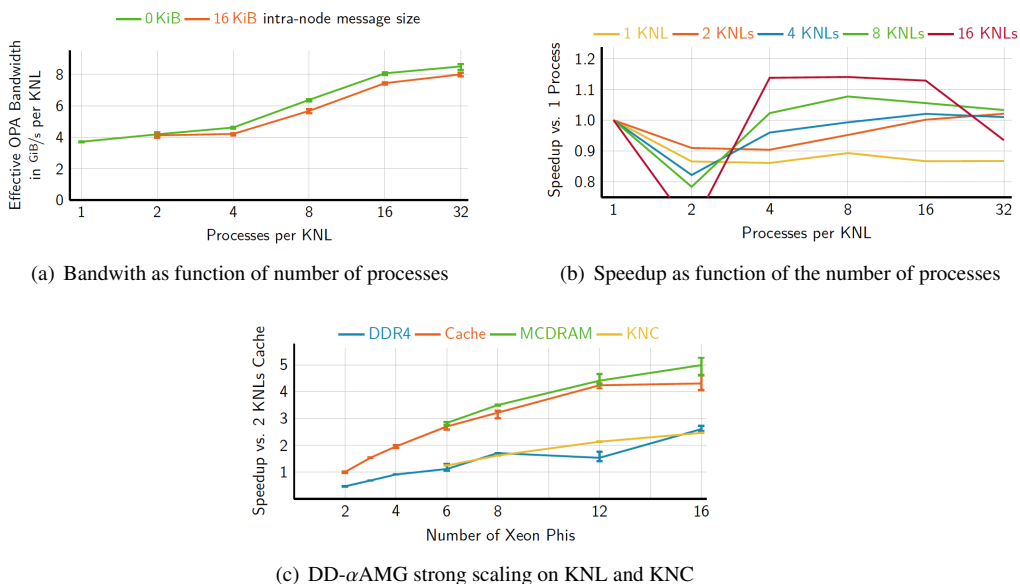 0 KiB 16 KiB intra-node message size
Effective OPA Bandwidth
in GiB/s per KNL
8
6
4
2
0
1 2 4 8 16 32
Processes per KNL
(a) Bandwith as function of number of processes
1 KNL 2 KNLs 4 KNLs 8 KNLs 16 KNLs
Speedup vs. 1 Process
1.2
1.1
1.0
0.9
0.8
1 2 4 8 16 32
Processes per KNL
(b) Speedup as function of the number of processes
DDR4 Cache MCDRAM KNC
Speedup vs. 2 KNLs Cache
5
4
3
2
1
2 4 6 8 12 16
Number of Xeon Phis
(c) DD-αAMG strong scaling on KNL and KNC